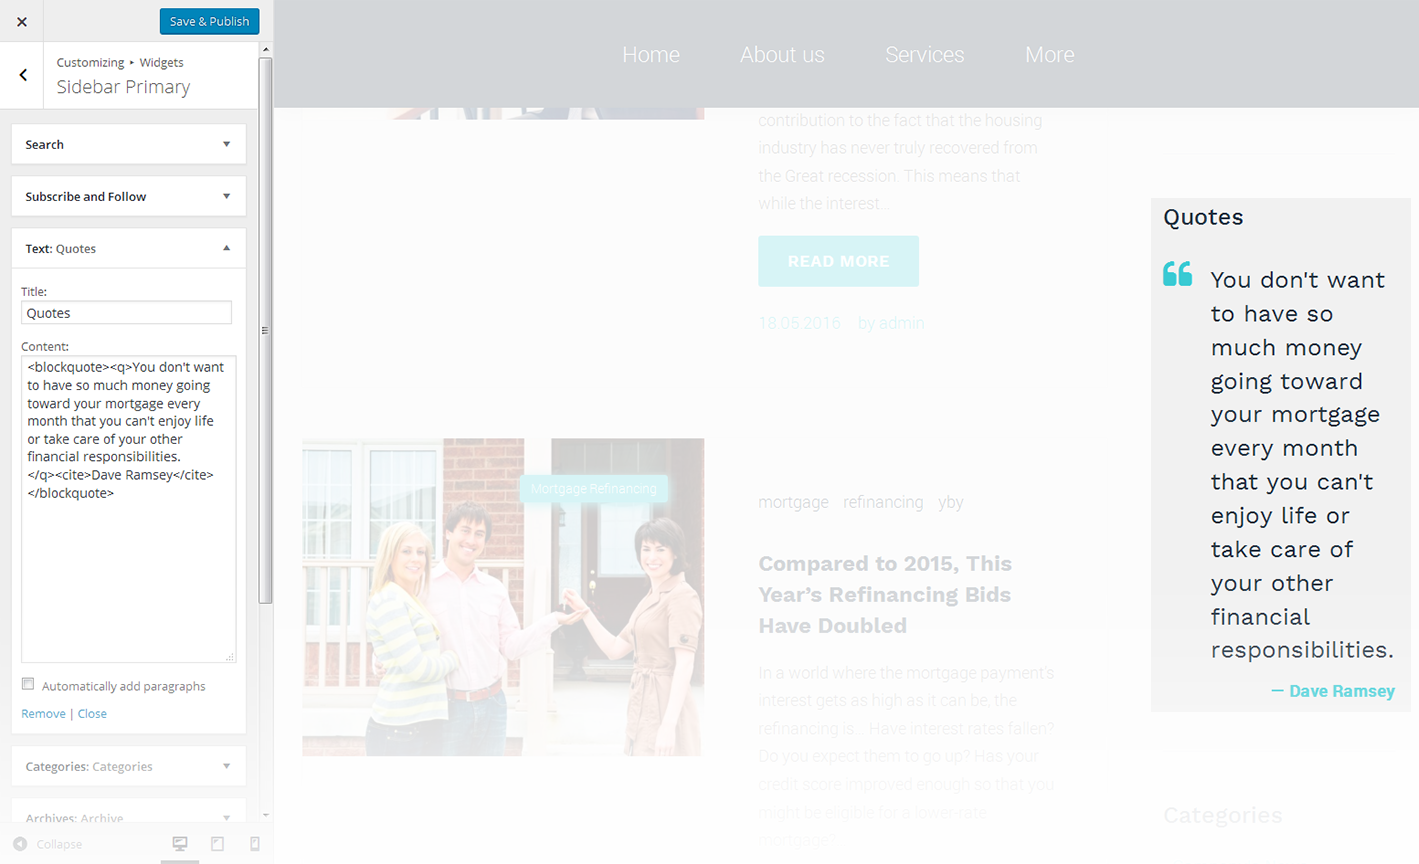 Save & Publish
Customizing ▸ Widgets
Sidebar Primary
Search
Subscribe and Follow
Text: Quotes
Title:
Quotes
Content:
<blockquote><q>You don't want
to have so much money going
toward your mortgage every
month that you can't enjoy life
or take care of your other
financial responsibilities.
</q><cite>Dave Ramsey</cite>
</blockquote>
Automatically add paragraphs
Remove | Close
Categories: Categories
Archives: Archive
Collapse
Home About us Services More
contribution to the fact that the housing
industry has never truly recovered from
the Great recession. This means that
while the interest...
READ MORE
18.05.2016 by admin
Mortgage Refinancing
mortgage refinancing yby
Compared to 2015, This
Year's Refinancing Bids
Have Doubled
In a world where the mortgage payment's
interest gets as high as it can be, the
refinancing is... Have interest rates fallen?
Do you expect them to go up? Has your
credit score improved enough so that you
might be eligible for a lower-rate
mortgage?
Quotes
You don't want
to have so
much money
going toward
your mortgage
every month
that you can't
enjoy life or
take care of
your other
financial
responsibilities.
— Dave Ramsey
Categories